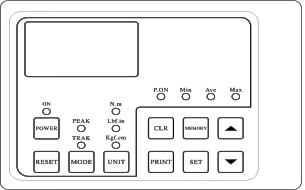 P.ON Min Ave Max
ON N.m
PEAK Lbf.in
POWER CLR MEMORY
TRAK Kgf.cm
RESET MODE UNIT PRINT SET